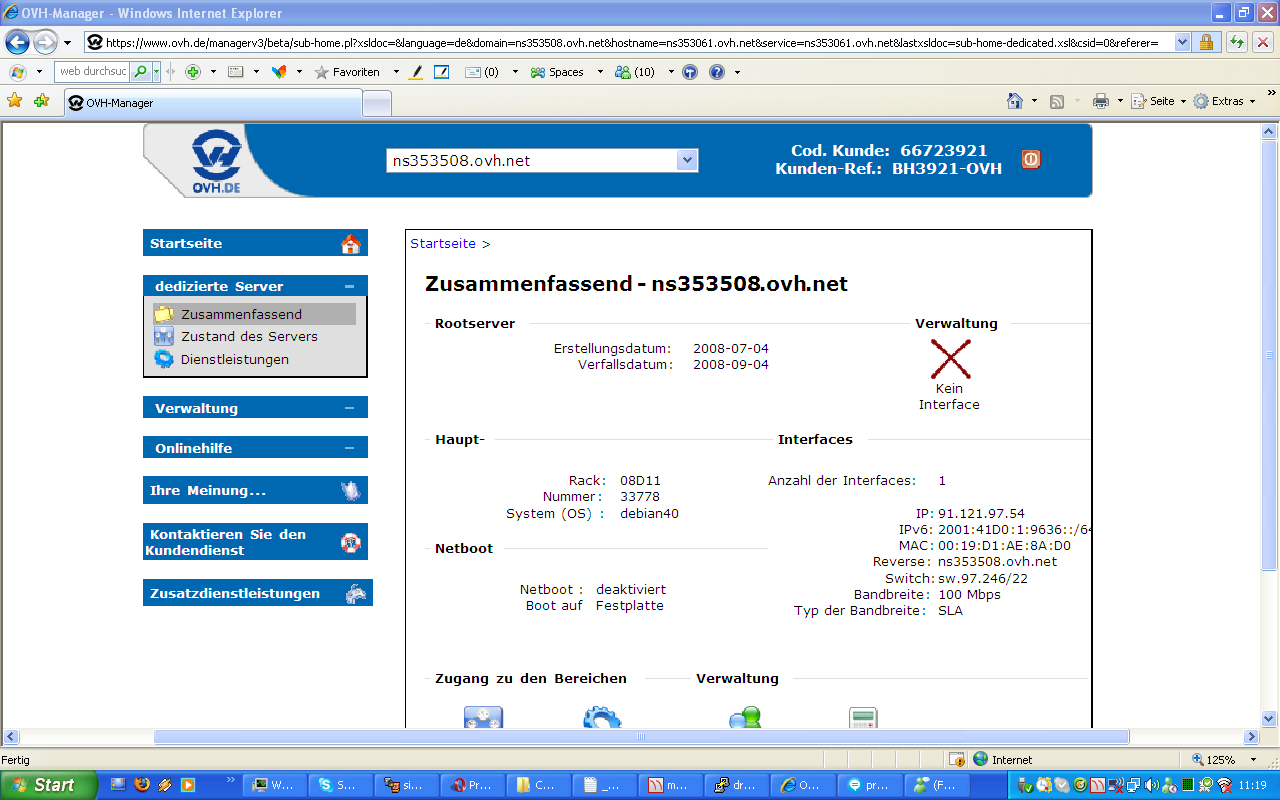 OVH-Manager - Windows Internet Explorer
https://www.ovh.de/managerv3/beta/sub-home.pl?xsldoc=&language=de&domain=ns353508.ovh.net&hostname=ns353061.ovh.net&service=ns353061.ovh.net&lastxsldoc=sub-home-dedicated.xsl&csid=0&referer=
web durchsuc
Favoriten
(0)
Spaces
(10)
OVH-Manager
Seite
Extras
OVH.DE
ns353508.ovh.net
Cod. Kunde: 66723921
Kunden-Ref.: BH3921-OVH
Startseite
dedizierte Server
Zusammenfassend
Zustand des Servers
Dienstleistungen
Verwaltung
Onlinehilfe
Ihre Meinung...
Kontaktieren Sie den
Kundendienst
Zusatzdienstleistungen
Startseite >
Zusammenfassend - ns353508.ovh.net
Rootserver
Erstellungsdatum: 2008-07-04
Verfallsdatum: 2008-09-04
Verwaltung
Kein
Interface
Haupt-
Rack: 08D11
Nummer: 33778
System (OS) : debian40
Netboot
Netboot : deaktiviert
Boot auf Festplatte
Interfaces
Anzahl der Interfaces: 1
IP: 91.121.97.54
IPv6: 2001:41D0:1:9636::/64
MAC: 00:19:D1:AE:8A:D0
Reverse: ns353508.ovh.net
Switch: sw.97.246/22
Bandbreite: 100 Mbps
Typ der Bandbreite: SLA
Zugang zu den Bereichen
Verwaltung
Fertig
Internet
125%
Start
W...
S...
si...
Pr...
C...
_...
m...
dr...
O...
pr...
(F...
11:19